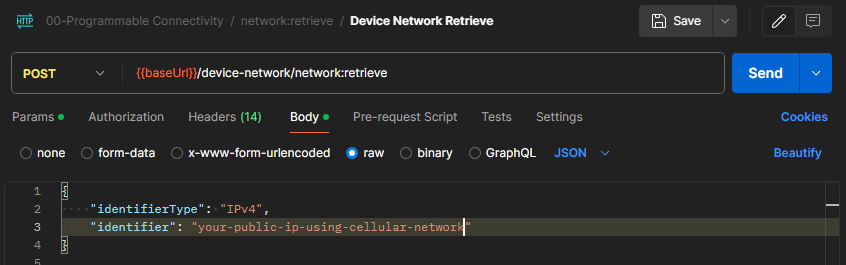 HTTP 00-Programmable Connectivity / network:retrieve / Device Network Retrieve Save
POST {{baseUrl}}/device-network/network:retrieve Send
Params Authorization Headers (14) Body Pre-request Script Tests Settings Cookies
none form-data x-www-form-urlencoded raw binary GraphQL JSON Beautify
1 {
2 "identifierType": "IPv4",
3 "identifier": "your-public-ip-using-cellular-network"
4 }